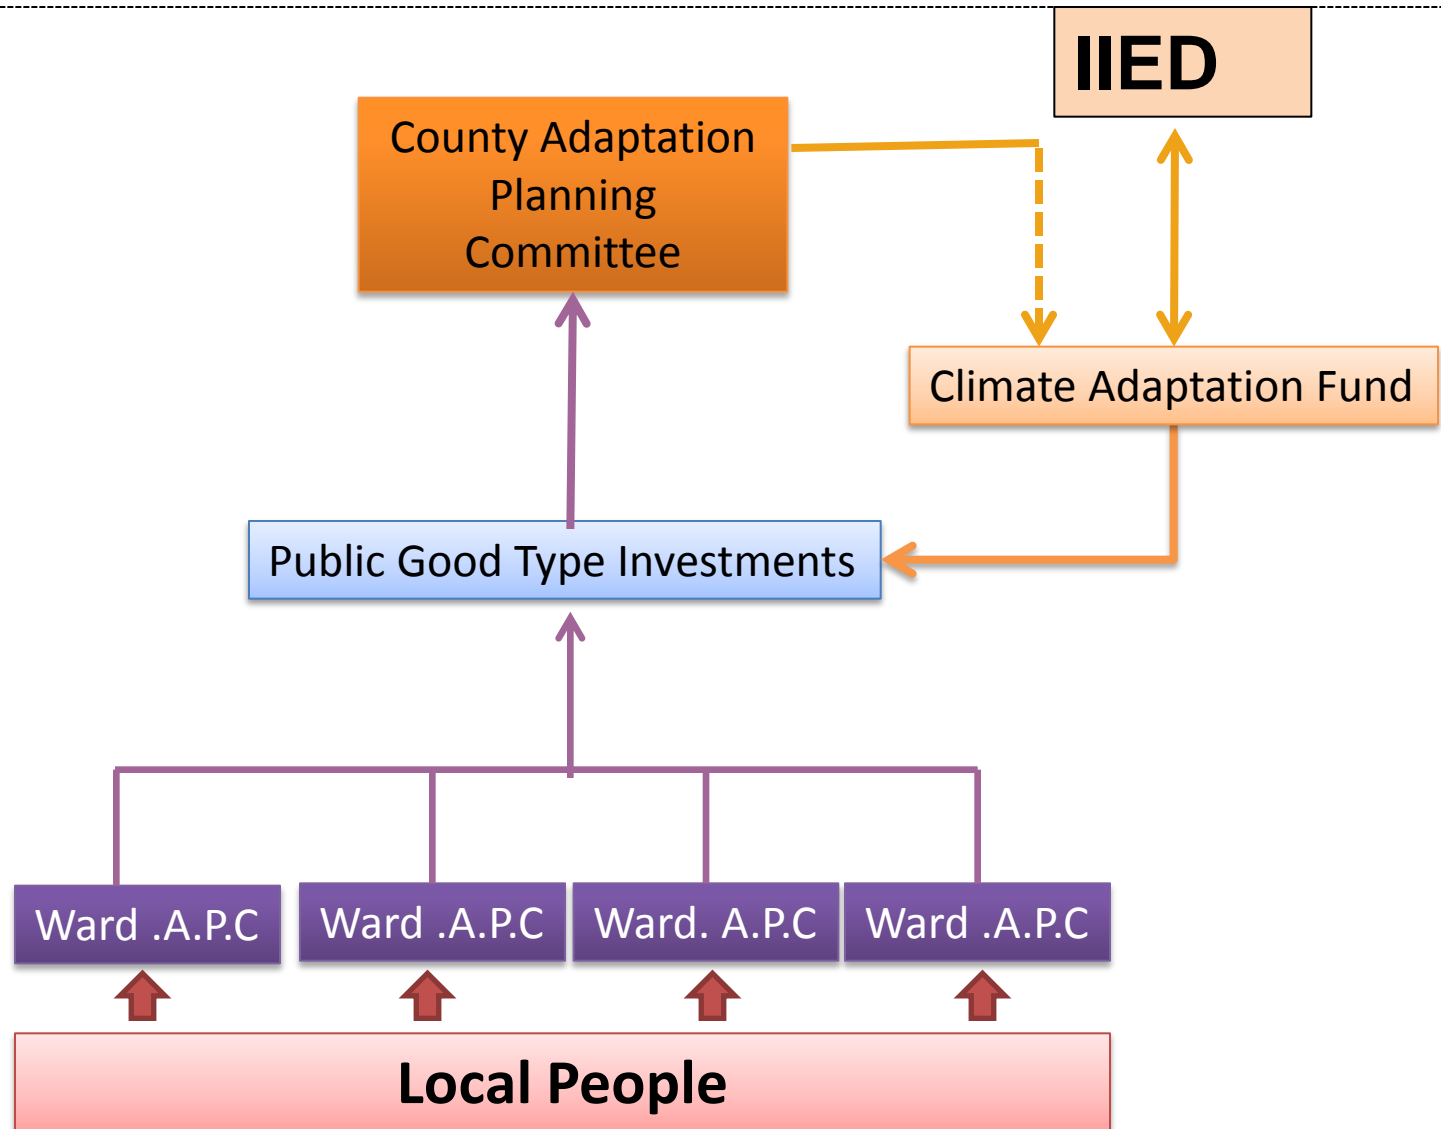 IIED
County Adaptation
Planning
Committee
Climate Adaptation Fund
Public Good Type Investments
Ward .A.P.C
Ward .A.P.C
Ward. A.P.C
Ward .A.P.C
Local People